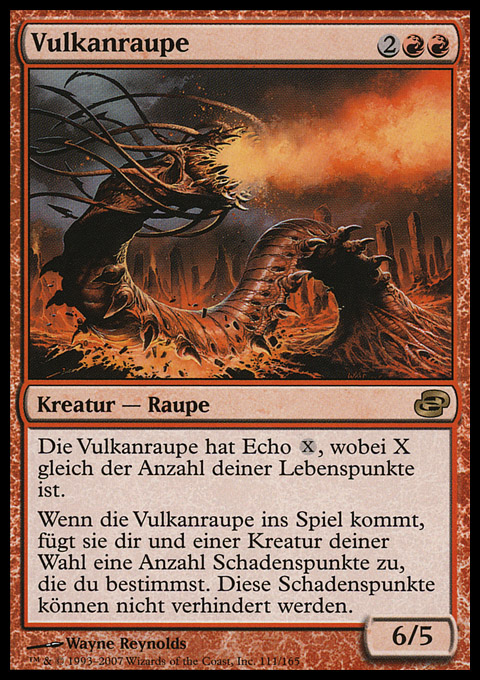 Vulkanraupe 2
Kreatur — Raupe
Die Vulkanraupe hat Echo X, wobei X
gleich der Anzahl deiner Lebenspunkte
ist.
Wenn die Vulkanraupe ins Spiel kommt,
fügt sie dir und einer Kreatur deiner
Wahl eine Anzahl Schadenspunkte zu,
die du bestimmst. Diese Schadenspunkte
können nicht verhindert werden.
6/5
Wayne Reynolds
™ & © 1993-2007 Wizards of the Coast, Inc. 111/165